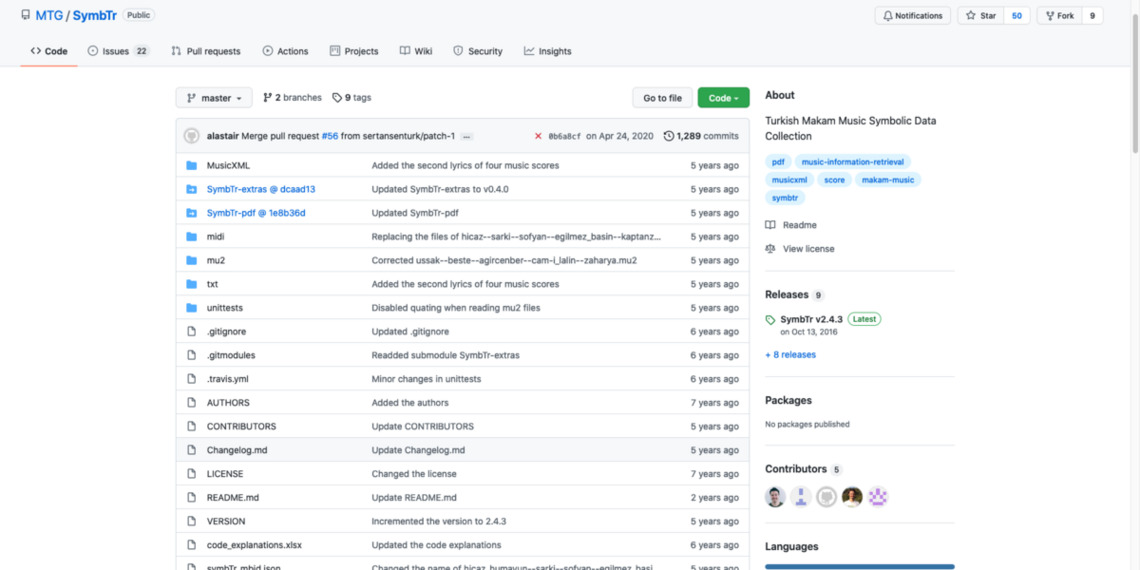 MTG / SymbTr Public
Notifications Star 50 Fork 9
Code Issues 22 Pull requests Actions Projects Wiki Security Insights
master 2 branches 9 tags Go to file Code
alastair Merge pull request #56 from sertansenturk/patch-1 ... 0b6a8cf on Apr 24, 2020 1,289 commits
MusicXML Added the second lyrics of four music scores 5 years ago
SymbTr-extras @ dcaad13 Updated SymbTr-extras to v0.4.0 5 years ago
SymbTr-pdf @ 1e8b36d Updated SymbTr-pdf 5 years ago
midi Replacing the files of hicaz--sarki--sofyan--egilmez_basin--kaptanz... 5 years ago
mu2 Corrected ussak--beste--agircenber--cam-i_lalin--zaharya.mu2 5 years ago
txt Added the second lyrics of four music scores 5 years ago
unittests Disabled quating when reading mu2 files 5 years ago
.gitignore Updated .gitignore 6 years ago
.gitmodules Readded submodule SymbTr-extras 6 years ago
.travis.yml Minor changes in unittests 6 years ago
AUTHORS Added the authors 7 years ago
CONTRIBUTORS Update CONTRIBUTORS 5 years ago
Changelog.md Update Changelog.md 5 years ago
LICENSE Changed the license 7 years ago
README.md Update README.md 2 years ago
VERSION Incremented the version to 2.4.3 5 years ago
code_explanations.xlsx Updated the code explanations 6 years ago
symbTr_mbid.json Changed the name of hicaz_humayun--sarki--sofyan--egilmez_basi... 5 years ago
About
Turkish Makam Music Symbolic Data
Collection
pdf music-information-retrieval
musicxml score makam-music
symbtr
Readme
View license
Releases 9
SymbTr v2.4.3 Latest
on Oct 13, 2016
+ 8 releases
Packages
No packages published
Contributors 5
Languages